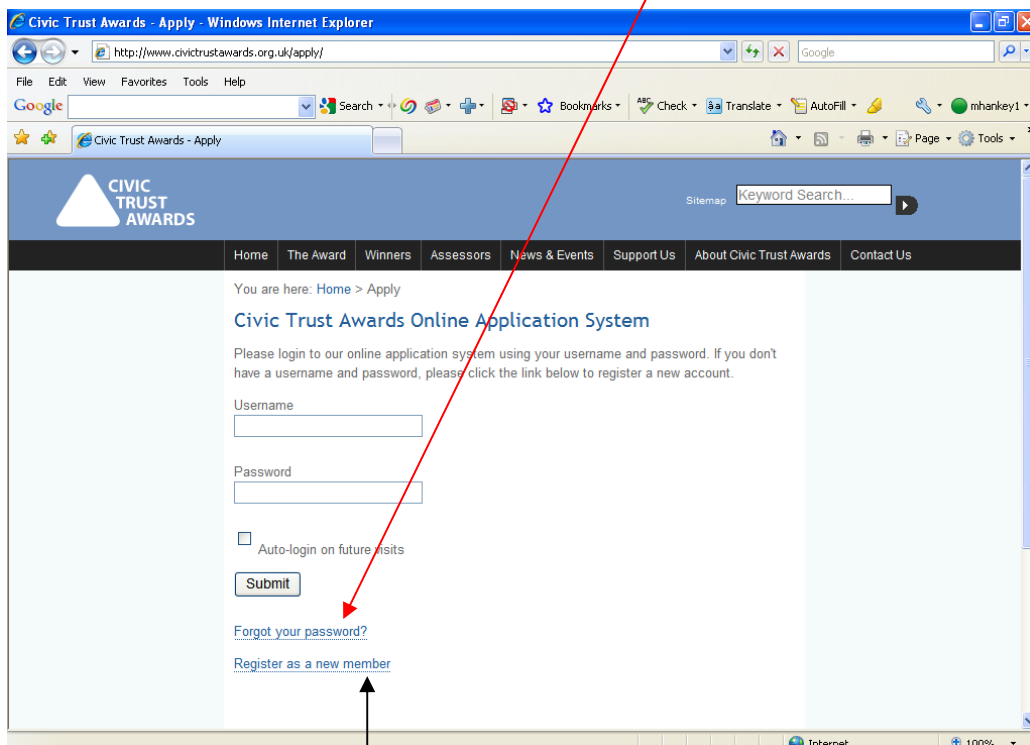 Civic Trust Awards - Apply - Windows Internet Explorer
http://www.civictrustawards.org.uk/apply/
Google
File Edit View Favorites Tools Help
Google
Search
Bookmarks
ABC Check
Translate
AutoFill
mhankey1
Civic Trust Awards - Apply
Page
Tools
CIVIC
TRUST
AWARDS
Sitemap
Keyword Search...
Home The Award Winners Assessors News & Events Support Us About Civic Trust Awards Contact Us
You are here: Home > Apply
Civic Trust Awards Online Application System
Please login to our online application system using your username and password. If you don't
have a username and password, please click the link below to register a new account.
Username
Password
Auto-login on future visits
Submit
Forgot your password?
Register as a new member
Internet
100%